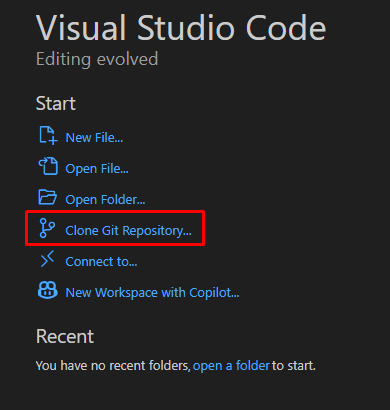 Visual Studio Code
Editing evolved
Start
New File...
Open File...
Open Folder...
Clone Git Repository...
Connect to...
New Workspace with Copilot...
Recent
You have no recent folders, open a folder to start.